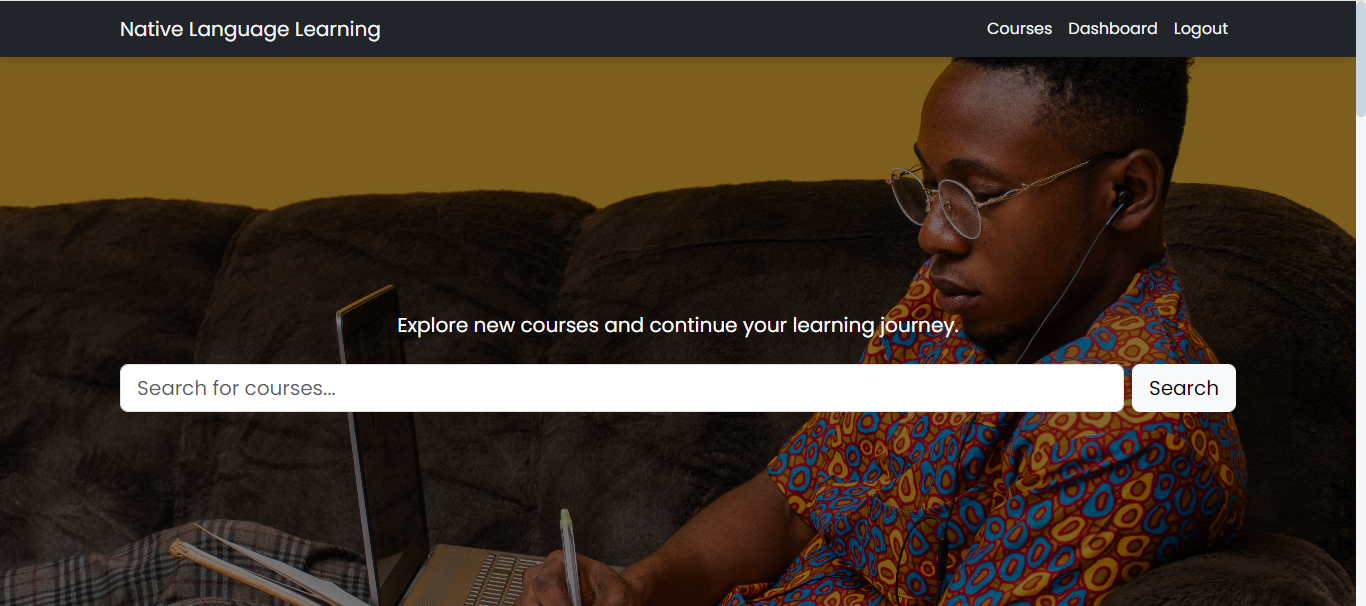 Native Language Learning
Courses Dashboard Logout
Explore new courses and continue your learning journey.
Search for courses...
Search